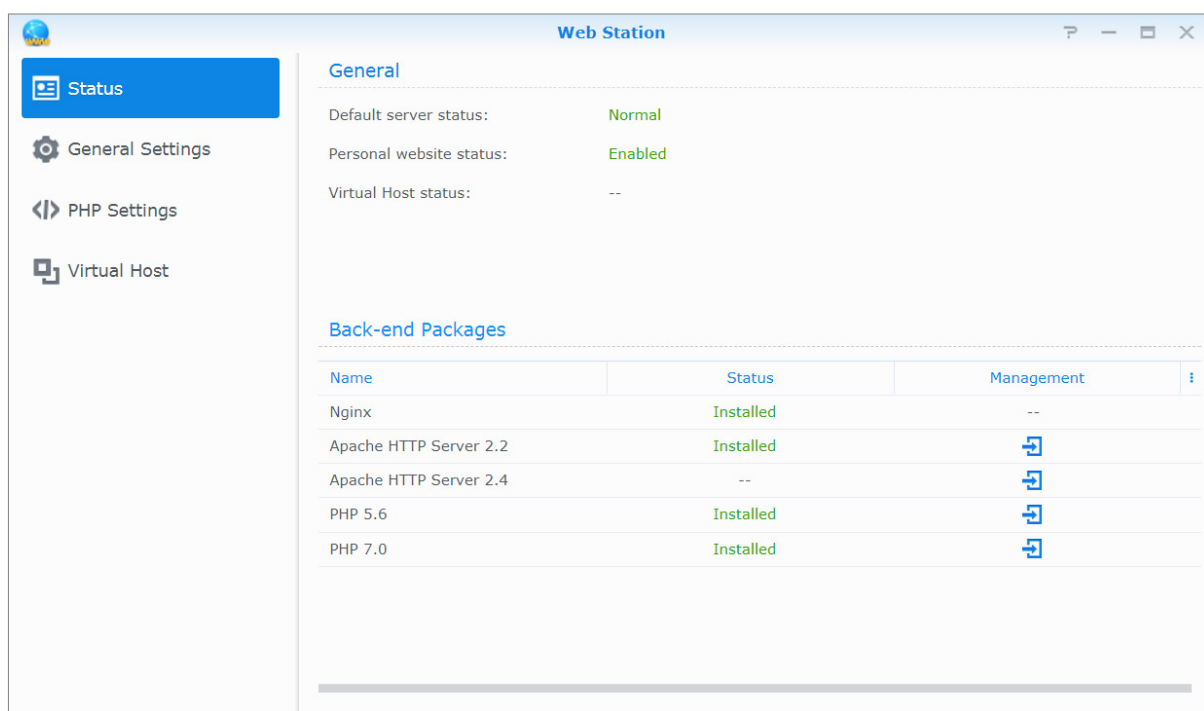 Web Station
Status
General Settings
PHP Settings
Virtual Host
General
Default server status: Normal
Personal website status: Enabled
Virtual Host status: --
Back-end Packages
Name Status Management
Nginx Installed --
Apache HTTP Server 2.2 Installed
Apache HTTP Server 2.4 --
PHP 5.6 Installed
PHP 7.0 Installed